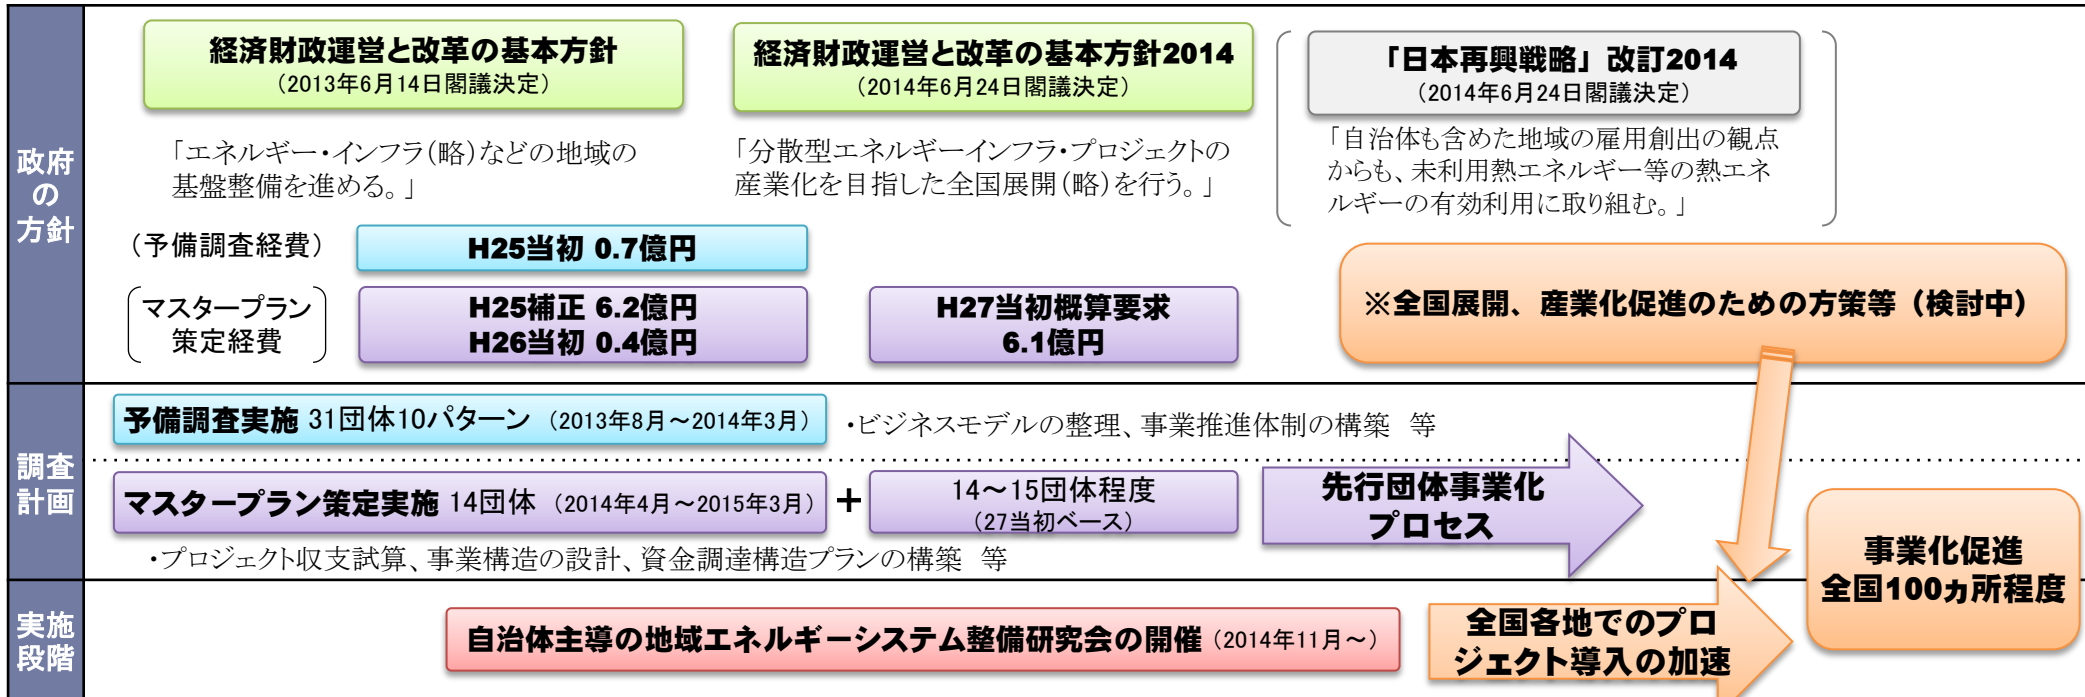 政府
の
方針
経済財政運営と改革の基本方針
（2013年6月14日閣議決定）
「エネルギー・インフラ（略）などの地域の
基盤整備を進める。」
経済財政運営と改革の基本方針2014
（2014年6月24日閣議決定）
「分散型エネルギーインフラ・プロジェクトの
産業化を目指した全国展開（略）を行う。」
「日本再興戦略」改訂2014
（2014年6月24日閣議決定）
「自治体も含めた地域の雇用創出の観点
からも、未利用熱エネルギー等の熱エネ
ルギーの有効利用に取り組む。」
（予備調査経費）
H25当初 0.7億円
マスタープラン
策定経費
H25補正 6.2億円
H26当初 0.4億円
H27当初概算要求
6.1億円
※全国展開、産業化促進のための方策等（検討中）
調査
計画
予備調査実施 31団体10パターン （2013年8月～2014年3月）
・ビジネスモデルの整理、事業推進体制の構築　等
マスタープラン策定実施 14団体 （2014年4月～2015年3月）
+
14～15団体程度
（27当初ベース）
先行団体事業化
プロセス
・プロジェクト収支試算、事業構造の設計、資金調達構造プランの構築　等
事業化促進
全国100ヵ所程度
実施
段階
自治体主導の地域エネルギーシステム整備研究会の開催 （2014年11月～）
全国各地でのプロ
ジェクト導入の加速